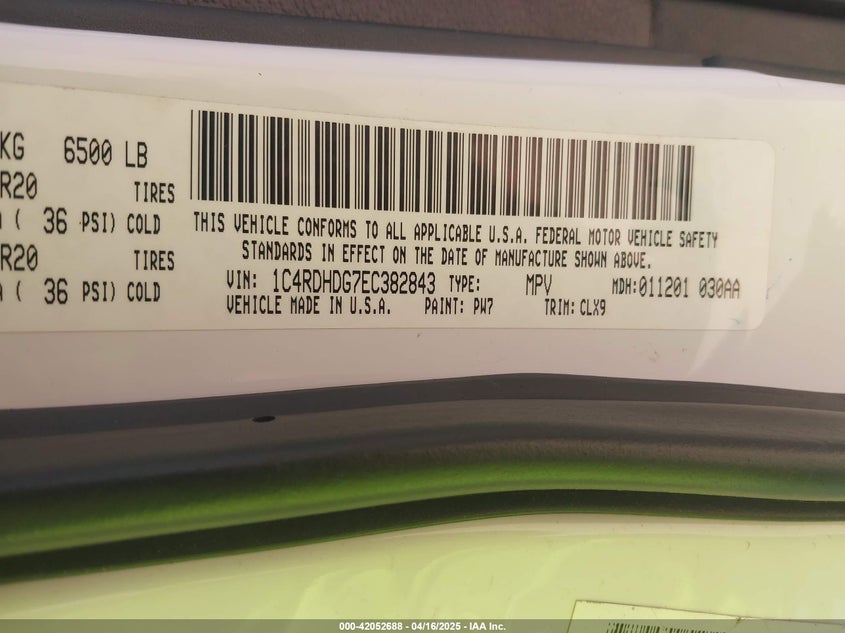 KG 6500 LB
R20 TIRES
( 36 PSI) COLD
R20 TIRES
( 36 PSI) COLD
THIS VEHICLE CONFORMS TO ALL APPLICABLE U.S.A. FEDERAL MOTOR VEHICLE SAFETY
STANDARDS IN EFFECT ON THE DATE OF MANUFACTURE SHOWN ABOVE.
VIN: 1C4RDHDG7EC382843 TYPE: MPV MDH:011201 030AA
VEHICLE MADE IN U.S.A. PAINT: PW7 TRIM: CLX9
000-42052688 - 04/16/2025 - IAA Inc.